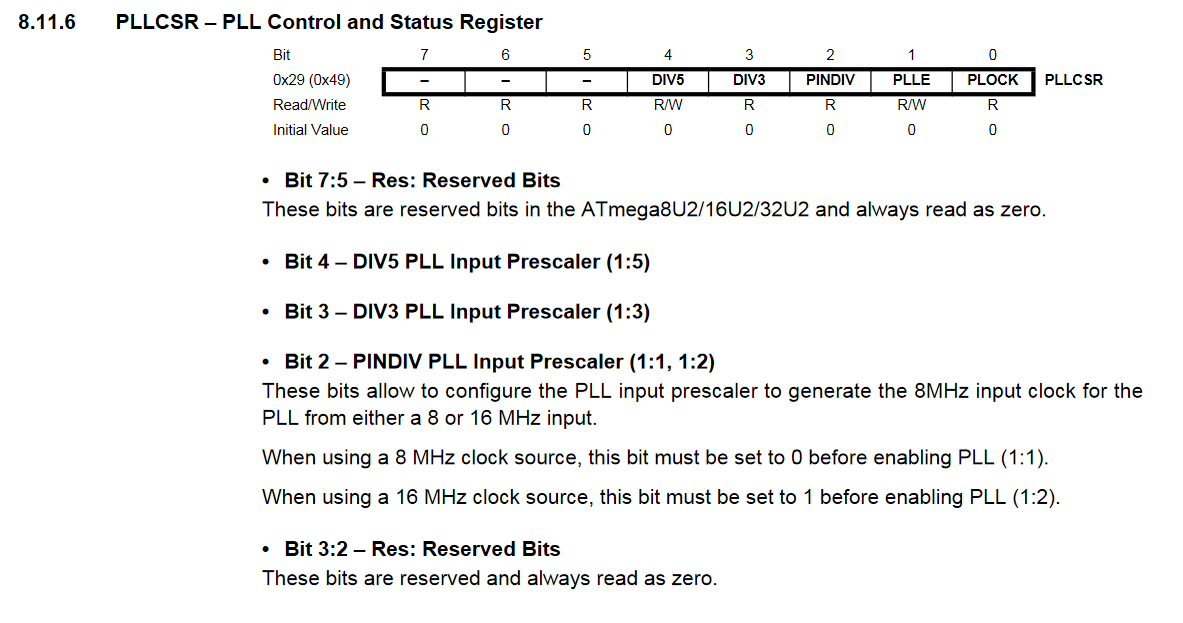 8.11.6 PLLCSR – PLL Control and Status Register
Bit 7 6 5 4 3 2 1 0
0x29 (0x49) – – – DIV5 DIV3 PINDIV PLLE PLOCK PLLCSR
Read/Write R R R R/W R R R/W R
Initial Value 0 0 0 0 0 0 0 0
• Bit 7:5 – Res: Reserved Bits
These bits are reserved bits in the ATmega8U2/16U2/32U2 and always read as zero.
• Bit 4 – DIV5 PLL Input Prescaler (1:5)
• Bit 3 – DIV3 PLL Input Prescaler (1:3)
• Bit 2 – PINDIV PLL Input Prescaler (1:1, 1:2)
These bits allow to configure the PLL input prescaler to generate the 8MHz input clock for the
PLL from either a 8 or 16 MHz input.
When using a 8 MHz clock source, this bit must be set to 0 before enabling PLL (1:1).
When using a 16 MHz clock source, this bit must be set to 1 before enabling PLL (1:2).
• Bit 3:2 – Res: Reserved Bits
These bits are reserved and always read as zero.